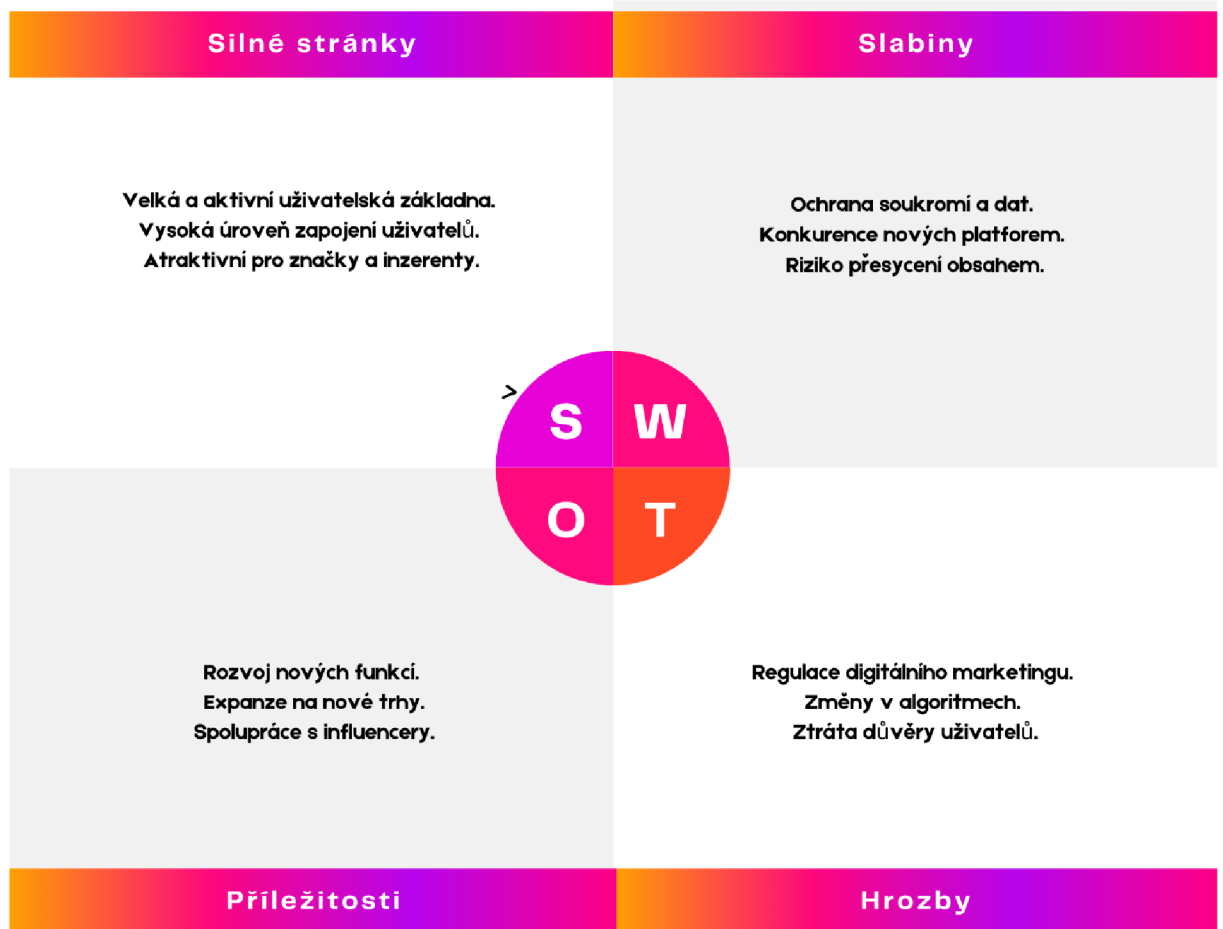 Silné stránky
Slabiny
Velká a aktivní uživatelská základna.
Vysoká úroveň zapojení uživatelů.
Atraktivní pro značky a inzerenty.
Ochrana soukromí a dat.
Konkurence nových platforem.
Riziko přesycení obsahem.
>
S W
O T
Rozvoj nových funkcí.
Expanze na nové trhy.
Spolupráce s influencery.
Regulace digitálního marketingu.
Změny v algoritmech.
Ztráta důvěry uživatelů.
Příležitosti
Hrozby